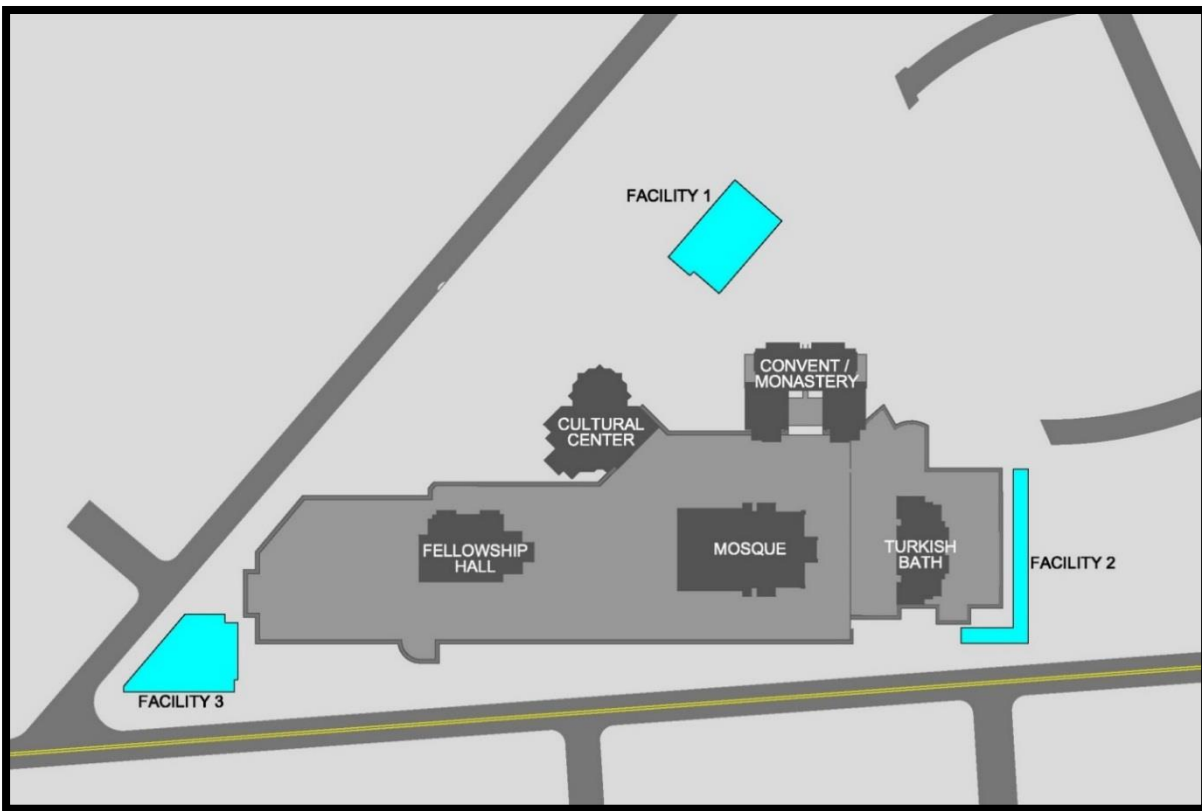 FACILITY 1
CONVENT /
MONASTERY
CULTURAL
CENTER
FELLOWSHIP
HALL
MOSQUE
TURKISH
BATH
FACILITY 2
FACILITY 3